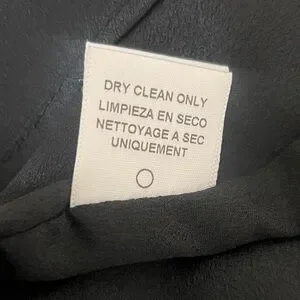 DRY CLEAN ONLY
LIMPIEZA EN SECO
NETTOYAGE A SEC
UNIQUEMENT